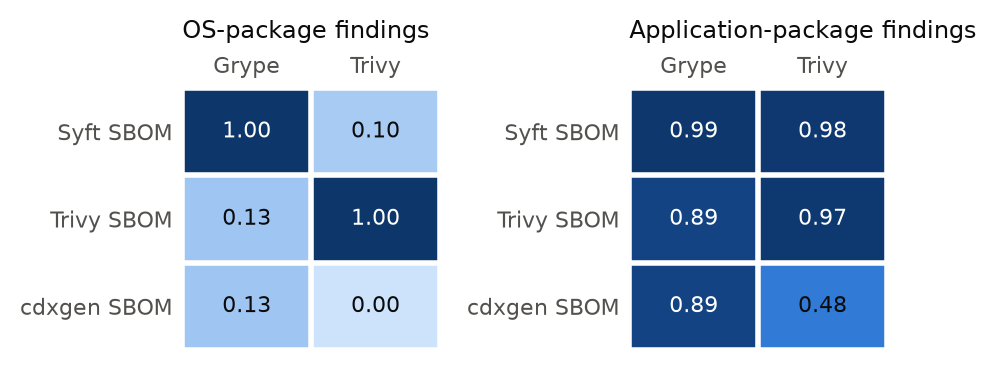 OS-package findings
Grype Trivy
Syft SBOM 1.00 0.10
Trivy SBOM 0.13 1.00
cdxgen SBOM 0.13 0.00
Application-package findings
Grype Trivy
Syft SBOM 0.99 0.98
Trivy SBOM 0.89 0.97
cdxgen SBOM 0.89 0.48